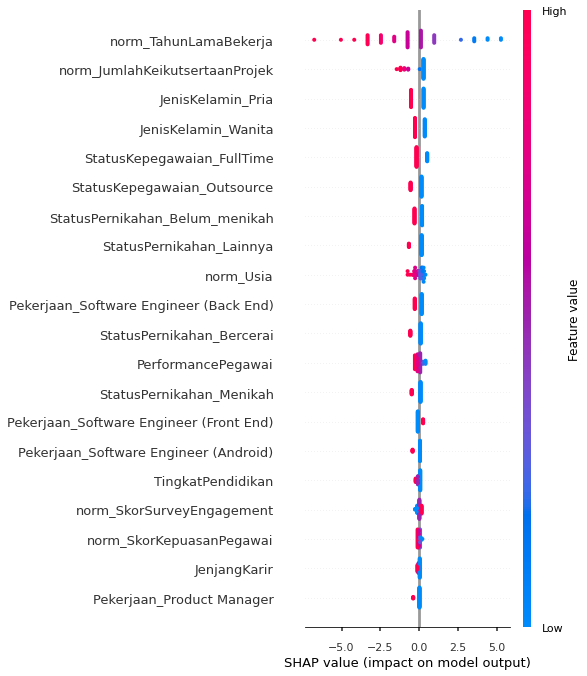 High
norm_TahunLamaBekerja
norm_JumlahKeikutsertaanProjek
JenisKelamin_Pria
JenisKelamin_Wanita
StatusKepegawaian_FullTime
StatusKepegawaian_Outsource
StatusPernikahan_Belum_menikah
StatusPernikahan_Lainnya
norm_Usia
Pekerjaan_Software Engineer (Back End)
StatusPernikahan_Bercerai
PerformancePegawai
StatusPernikahan_Menikah
Pekerjaan_Software Engineer (Front End)
Pekerjaan_Software Engineer (Android)
TingkatPendidikan
norm_SkorSurveyEngagement
norm_SkorKepuasanPegawai
JenjangKarir
Pekerjaan_Product Manager
Feature value
Low
−5.0 −2.5 0.0 2.5 5.0
SHAP value (impact on model output)